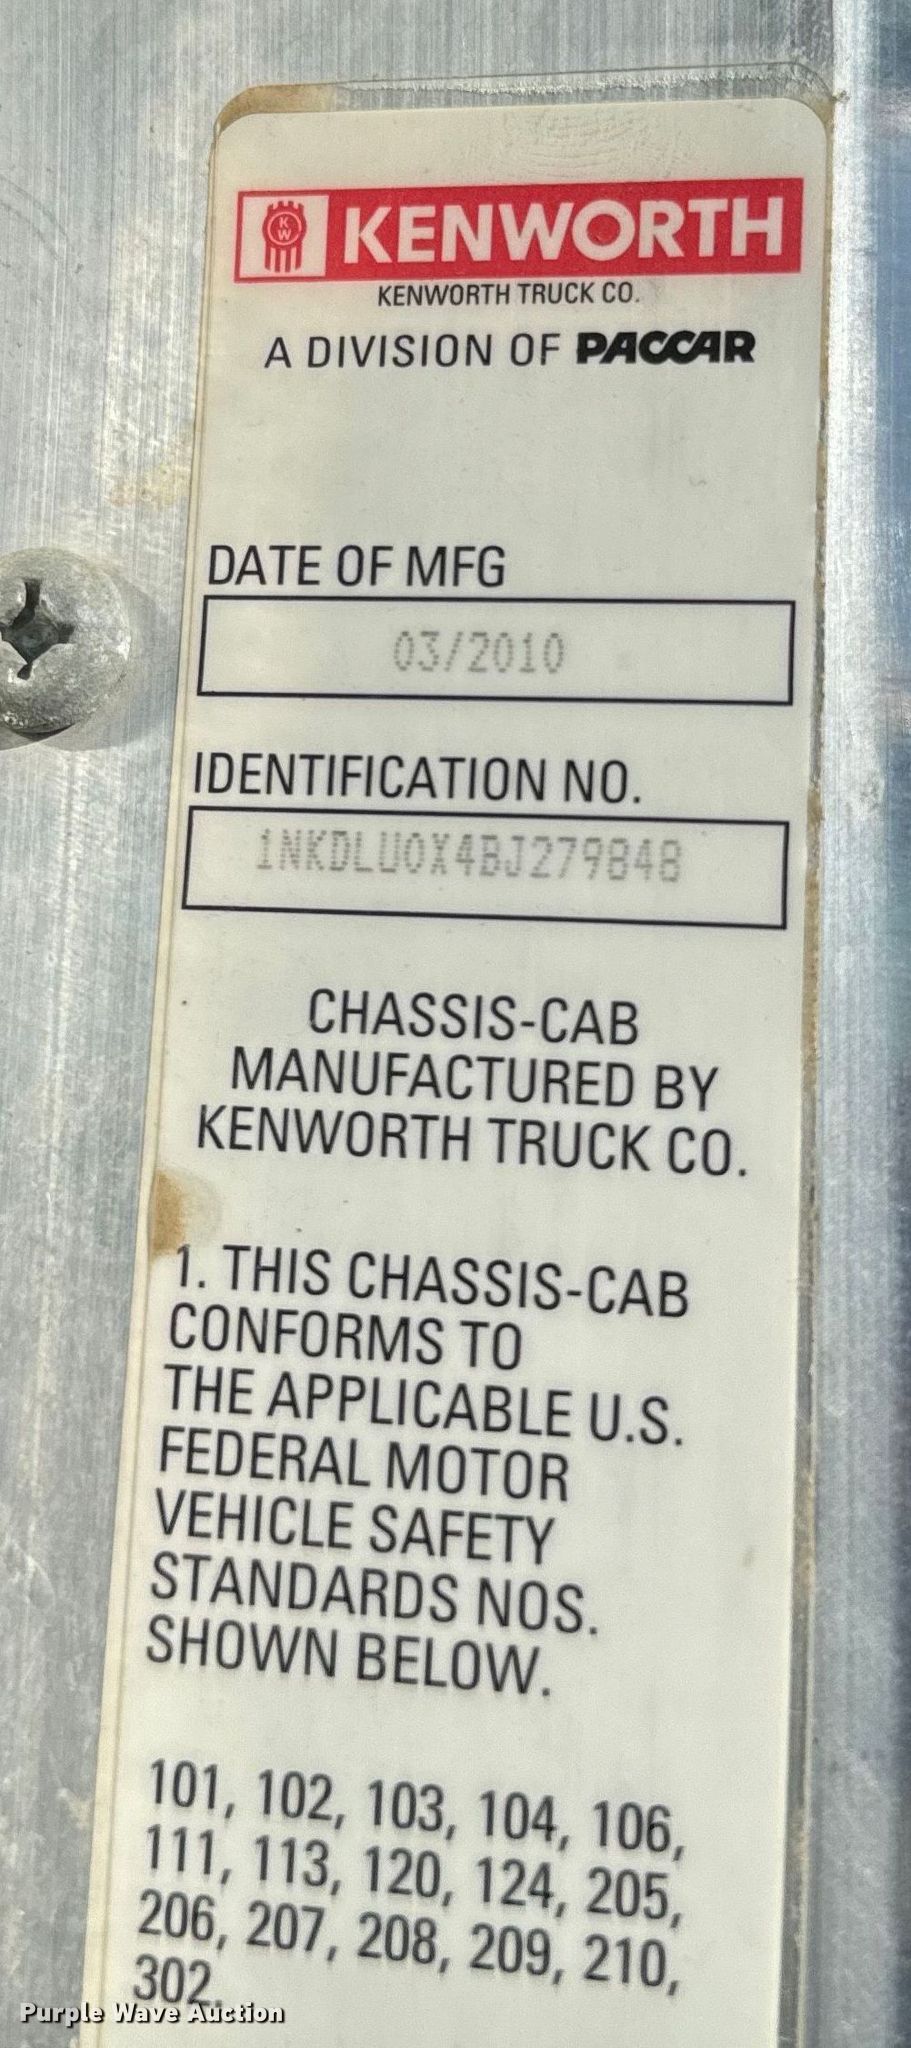 KW KENWORTH
KENWORTH TRUCK CO.
A DIVISION OF PACCAR
DATE OF MFG
03/2010
IDENTIFICATION NO.
1NKDLU0X4BJ279848
CHASSIS-CAB
MANUFACTURED BY
KENWORTH TRUCK CO.
1. THIS CHASSIS-CAB
CONFORMS TO
THE APPLICABLE U.S.
FEDERAL MOTOR
VEHICLE SAFETY
STANDARDS NOS.
SHOWN BELOW.
101, 102, 103, 104, 106,
111, 113, 120, 124, 205,
206, 207, 208, 209, 210,
302.
Purple Wave Auction